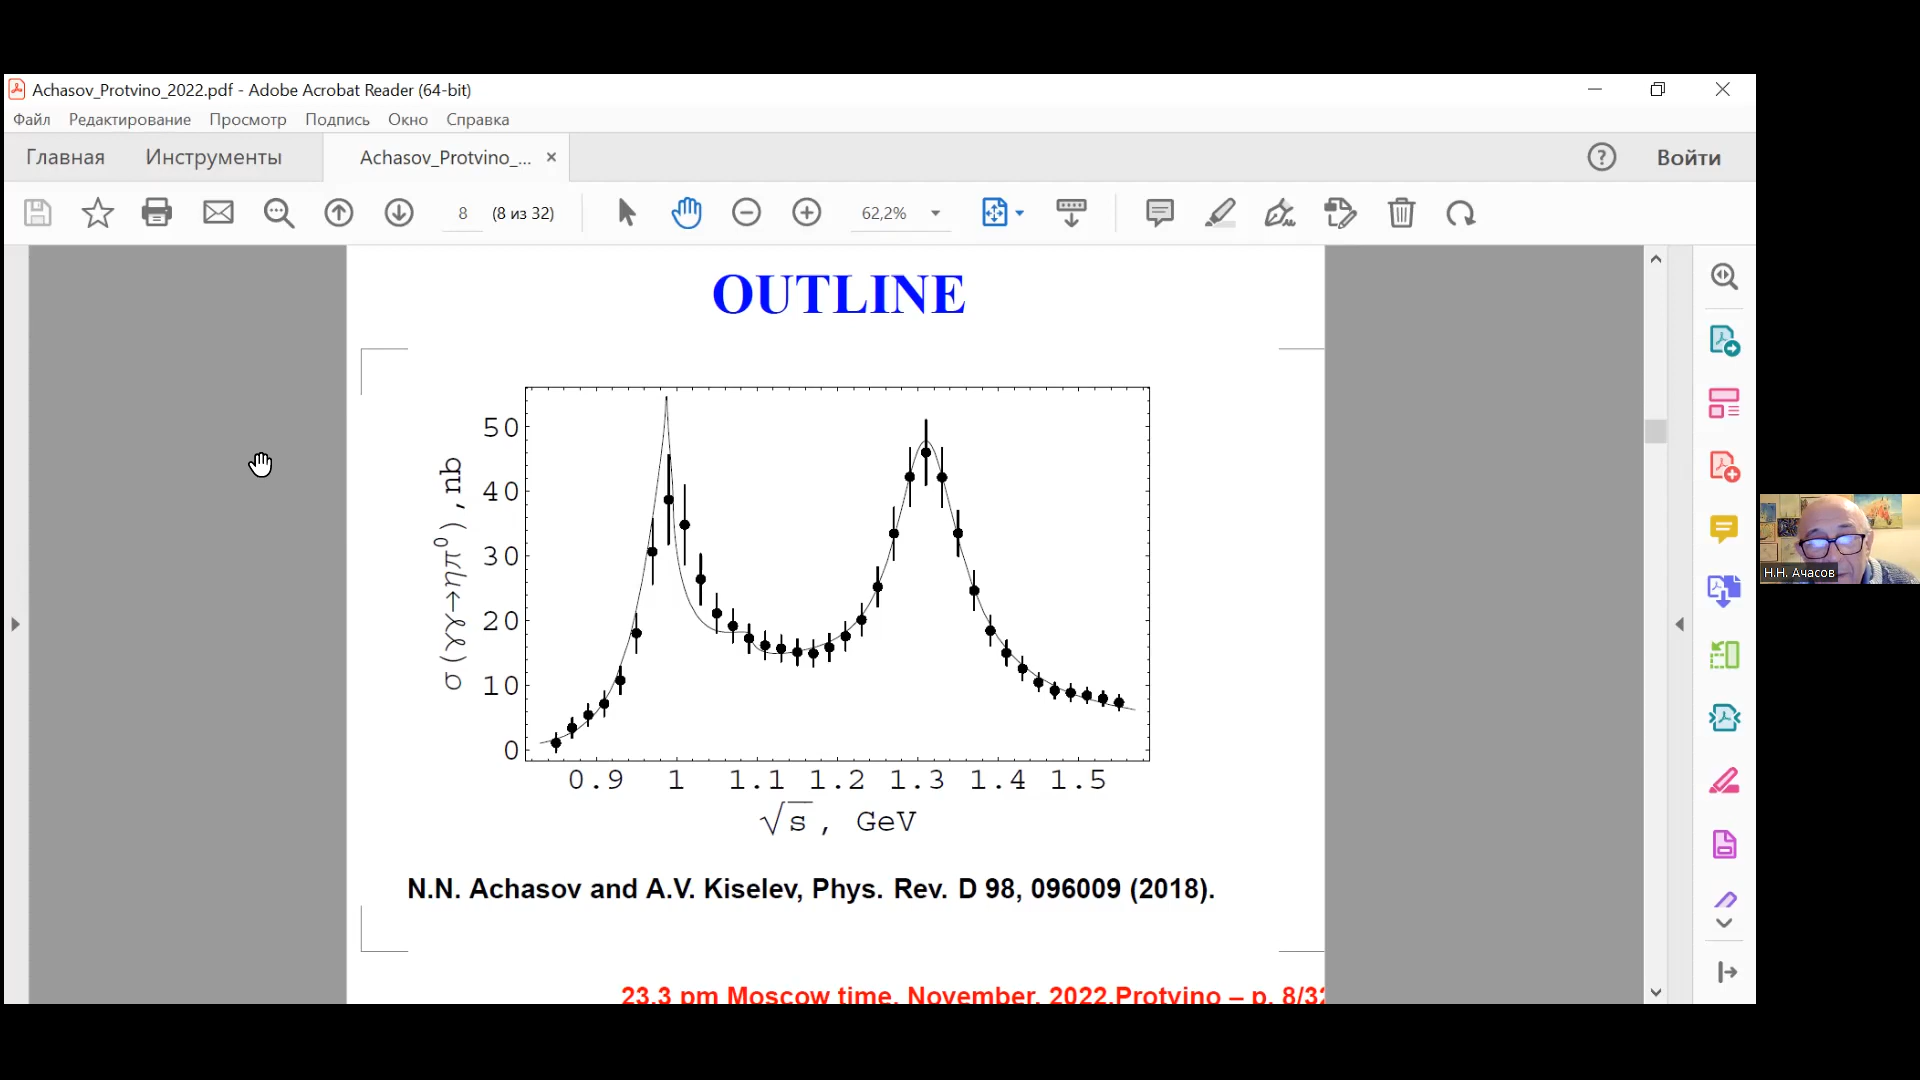 Achasov_Protvino_2022.pdf - Adobe Acrobat Reader (64-bit)
Файл Редактирование Просмотр Подпись Окно Справка
Главная Инструменты Achasov_Protvino_... × Войти
8 (8 из 32) 62,2%
OUTLINE
σ(γγ→ηπ⁰), nb
50
40
30
20
10
0
0.9 1 1.1 1.2 1.3 1.4 1.5
√s, GeV
N.N. Achasov and A.V. Kiselev, Phys. Rev. D 98, 096009 (2018).
23,3 pm Moscow time, November, 2022,Protvino – p. 8/32
Н.Н. Ачасов